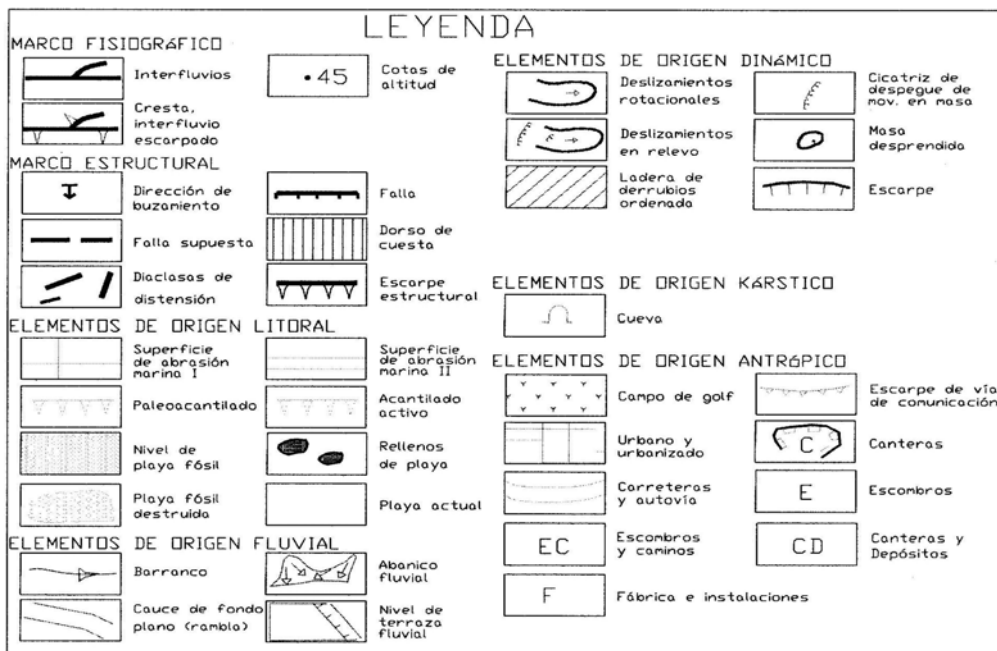 LEYENDA
MARCO FISIOGRÁFICO
Interfluvios
• 45
Cotas de
altitud
Cresta,
interfluvio
escarpado
MARCO ESTRUCTURAL
Dirección de
buzamiento
Falla
Falla supuesta
Dorso de
cuesta
Diaclasas de
distensión
Escarpe
estructural
ELEMENTOS DE ORIGEN LITORAL
Superficie
de abrasión
marina I
Superficie
de abrasión
marina II
Paleoacantilado
Acantilado
activo
Nivel de
playa fósil
Rellenos
de playa
Playa fósil
destruida
Playa actual
ELEMENTOS DE ORIGEN FLUVIAL
Barranco
Abanico
fluvial
Cauce de fondo
plano (rambla)
Nivel de
terraza
fluvial
ELEMENTOS DE ORIGEN DINÁMICO
Deslizamientos
rotacionales
Cicatriz de
despegue de
mov. en masa
Deslizamientos
en relevo
Masa
desprendida
Ladera de
derrubios
ordenada
Escarpe
ELEMENTOS DE ORIGEN KÁRSTICO
Cueva
ELEMENTOS DE ORIGEN ANTRÓPICO
Campo de golf
Escarpe de vía
de comunicación
Urbano y
urbanizado
C
Canteras
Carreteras
y autovía
E
Escombros
EC
Escombros
y caminos
CD
Canteras y
Depósitos
F
Fábrica e instalaciones